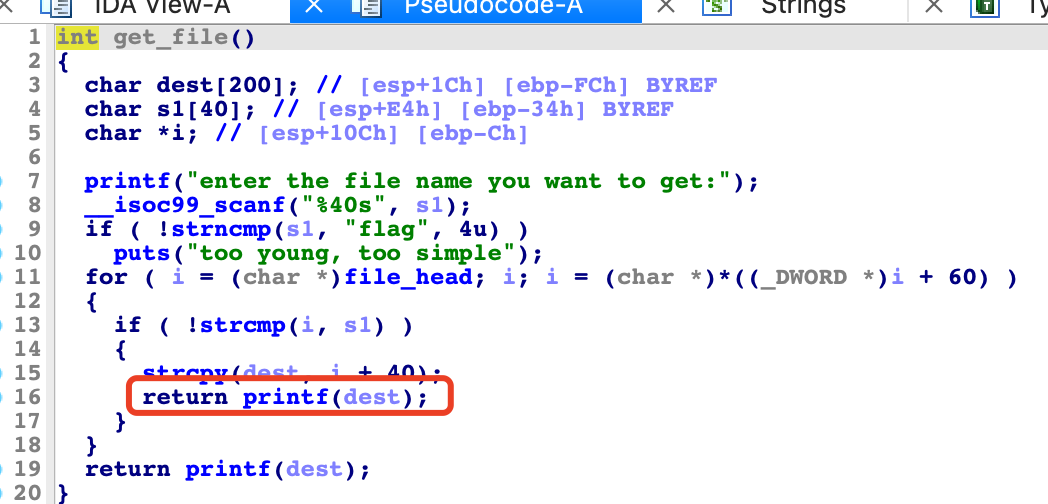 IDA View-A Pseudocode-A Strings
1 int get_file()
2 {
3 char dest[200]; // [esp+1Ch] [ebp-FCh] BYREF
4 char s1[40]; // [esp+E4h] [ebp-34h] BYREF
5 char *i; // [esp+10Ch] [ebp-Ch]
6
7 printf("enter the file name you want to get:");
8 __isoc99_scanf("%40s", s1);
9 if ( !strncmp(s1, "flag", 4u) )
10 puts("too young, too simple");
11 for ( i = (char *)file_head; i; i = (char *)*((_DWORD *)i + 60) )
12 {
13 if ( !strcmp(i, s1) )
14 {
15 strcpy(dest, i + 40);
16 return printf(dest);
17 }
18 }
19 return printf(dest);
20 }